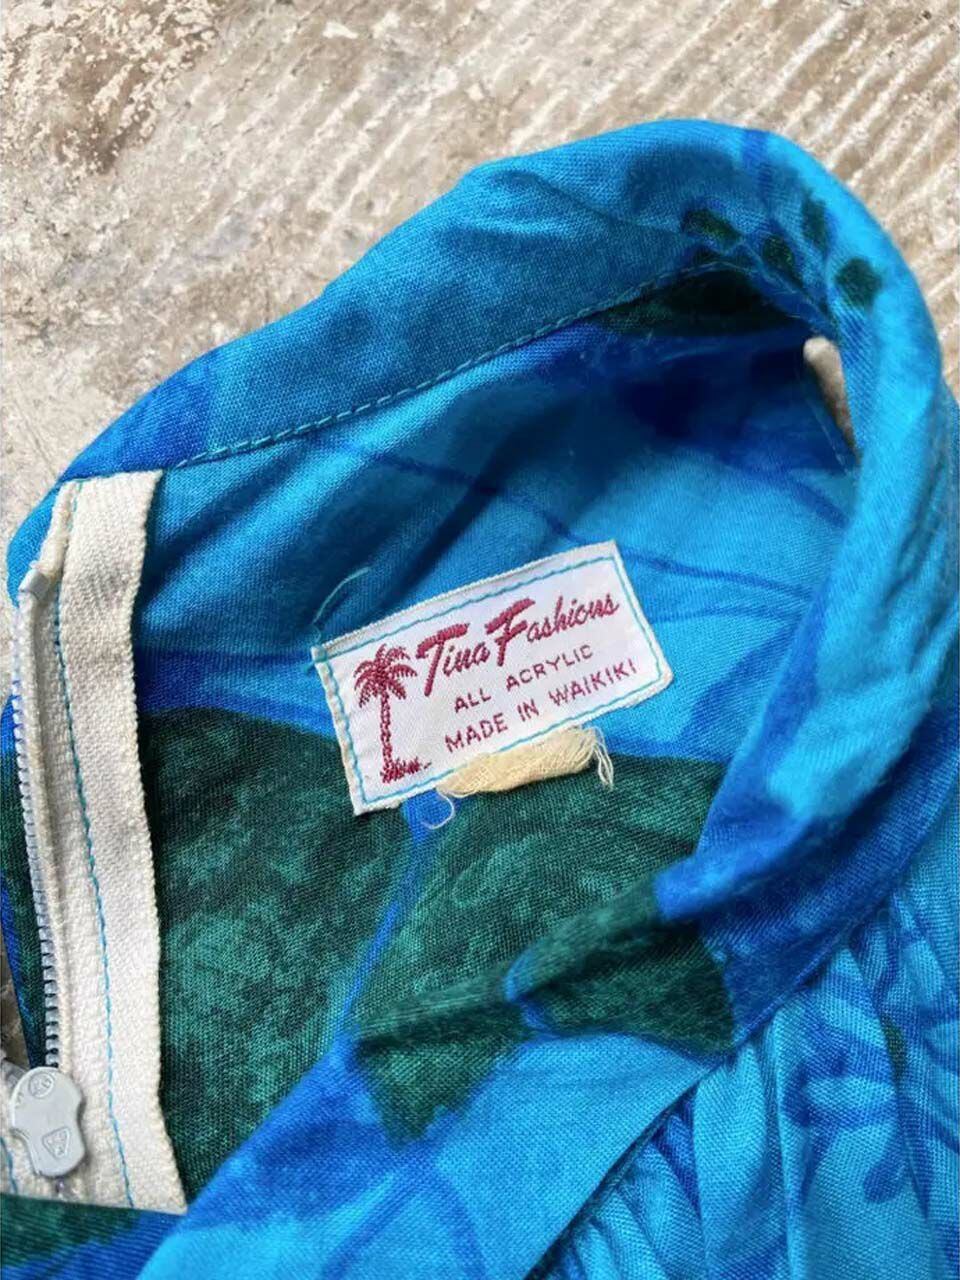 Tina Fashions
ALL ACRYLIC
MADE IN WAIKIKI